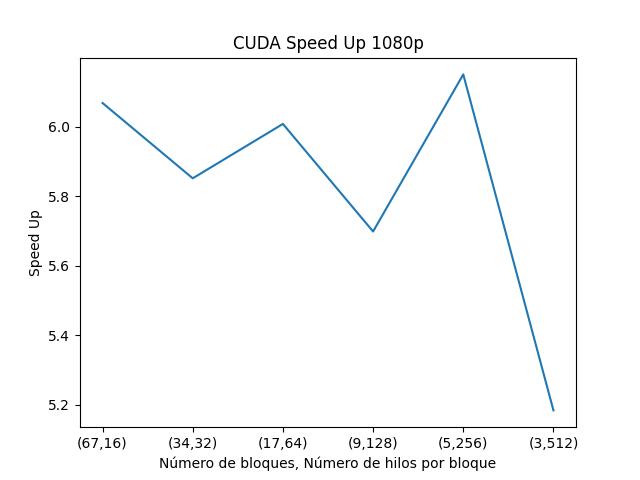 CUDA Speed Up 1080p
Speed Up
6.0
5.8
5.6
5.4
5.2
(67,16) (34,32) (17,64) (9,128) (5,256) (3,512)
Número de bloques, Número de hilos por bloque